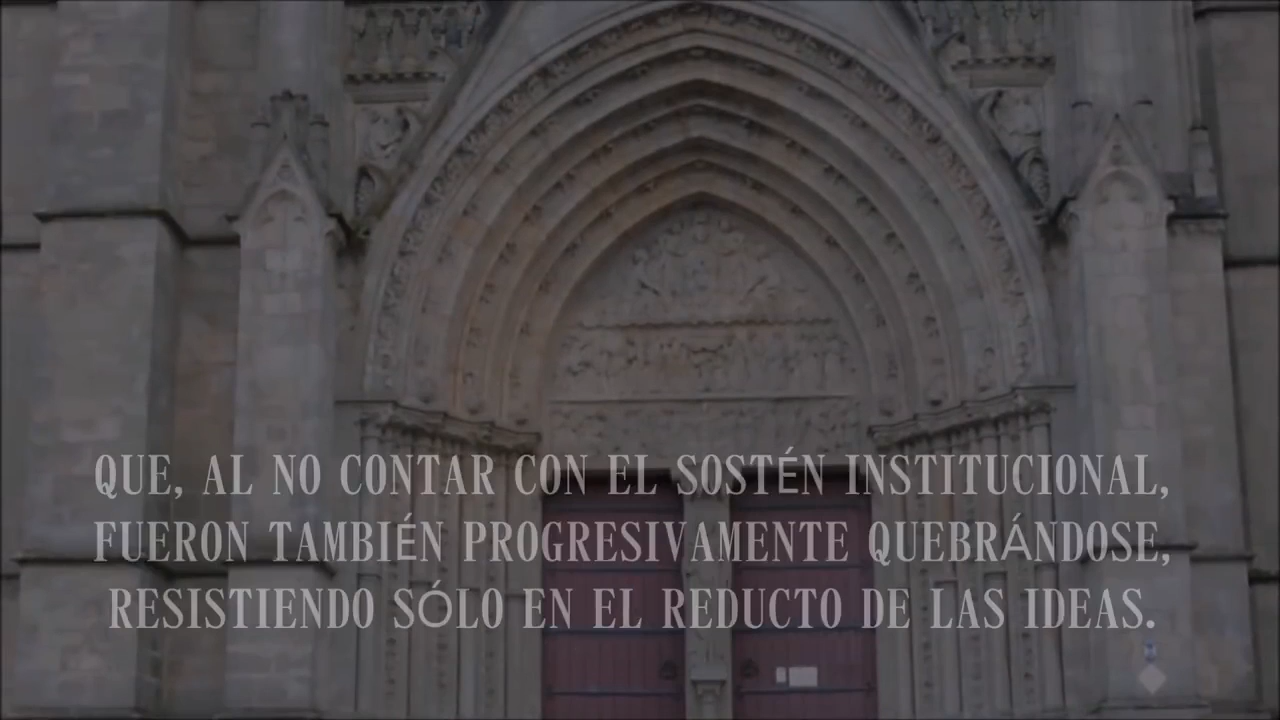 QUE, AL NO CONTAR CON EL SOSTÉN INSTITUCIONAL,
FUERON TAMBIÉN PROGRESIVAMENTE QUEBRÁNDOSE,
RESISTIENDO SÓLO EN EL REDUCTO DE LAS IDEAS.